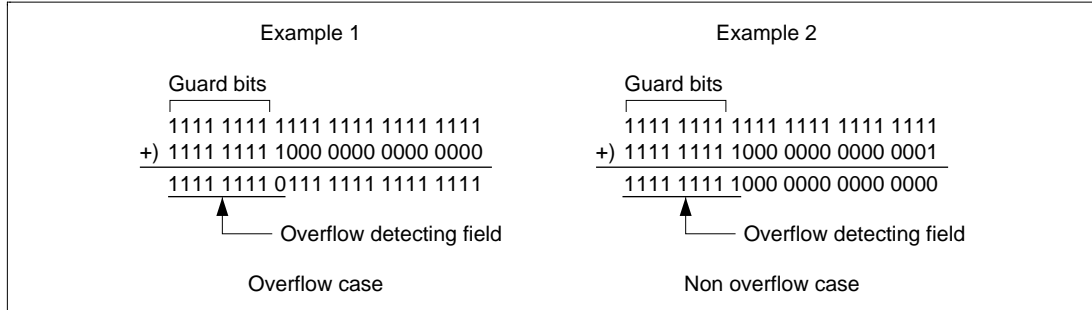 Example 1
Guard bits
1111 1111 1111 1111 1111 1111
+) 1111 1111 1000 0000 0000 0000
1111 1111 0111 1111 1111 1111
Overflow detecting field
Overflow case
Example 2
Guard bits
1111 1111 1111 1111 1111 1111
+) 1111 1111 1000 0000 0000 0001
1111 1111 1000 0000 0000 0000
Overflow detecting field
Non overflow case